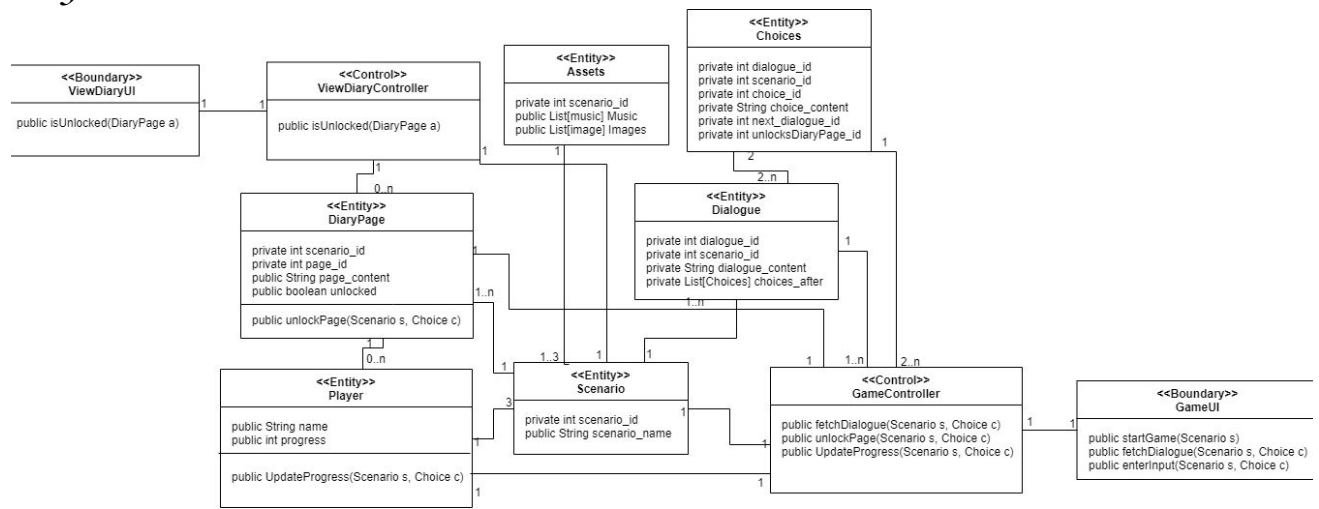 <<Boundary>>
ViewDiaryUI
public isUnlocked(DiaryPage a)
1
1
<<Control>>
ViewDiaryController
public isUnlocked(DiaryPage a)
1
1
0..n
<<Entity>>
Assets
private int scenario_id
public List[music] Music
public List[image] Images
1
<<Entity>>
Choices
private int dialogue_id
private int scenario_id
private int choice_id
private String choice_content
private int next_dialogue_id
private int unlocksDiaryPage_id
2
1
2..n
<<Entity>>
DiaryPage
private int scenario_id
private int page_id
public String page_content
public boolean unlocked
public unlockPage(Scenario s, Choice c)
1
1..n
1
0..n
<<Entity>>
Dialogue
private int dialogue_id
private int scenario_id
private String dialogue_content
private List[Choices] choices_after
1
1..n
<<Entity>>
Player
public String name
public int progress
public UpdateProgress(Scenario s, Choice c)
1
1
1..3
1
1
1
3
<<Entity>>
Scenario
private int scenario_id
public String scenario_name
1
1
1..n
2..n
<<Control>>
GameController
public fetchDialogue(Scenario s, Choice c)
public unlockPage(Scenario s, Choice c)
public UpdateProgress(Scenario s, Choice c)
1
1
1
1
<<Boundary>>
GameUI
public startGame(Scenario s)
public fetchDialogue(Scenario s, Choice c)
public enterInput(Scenario s, Choice c)